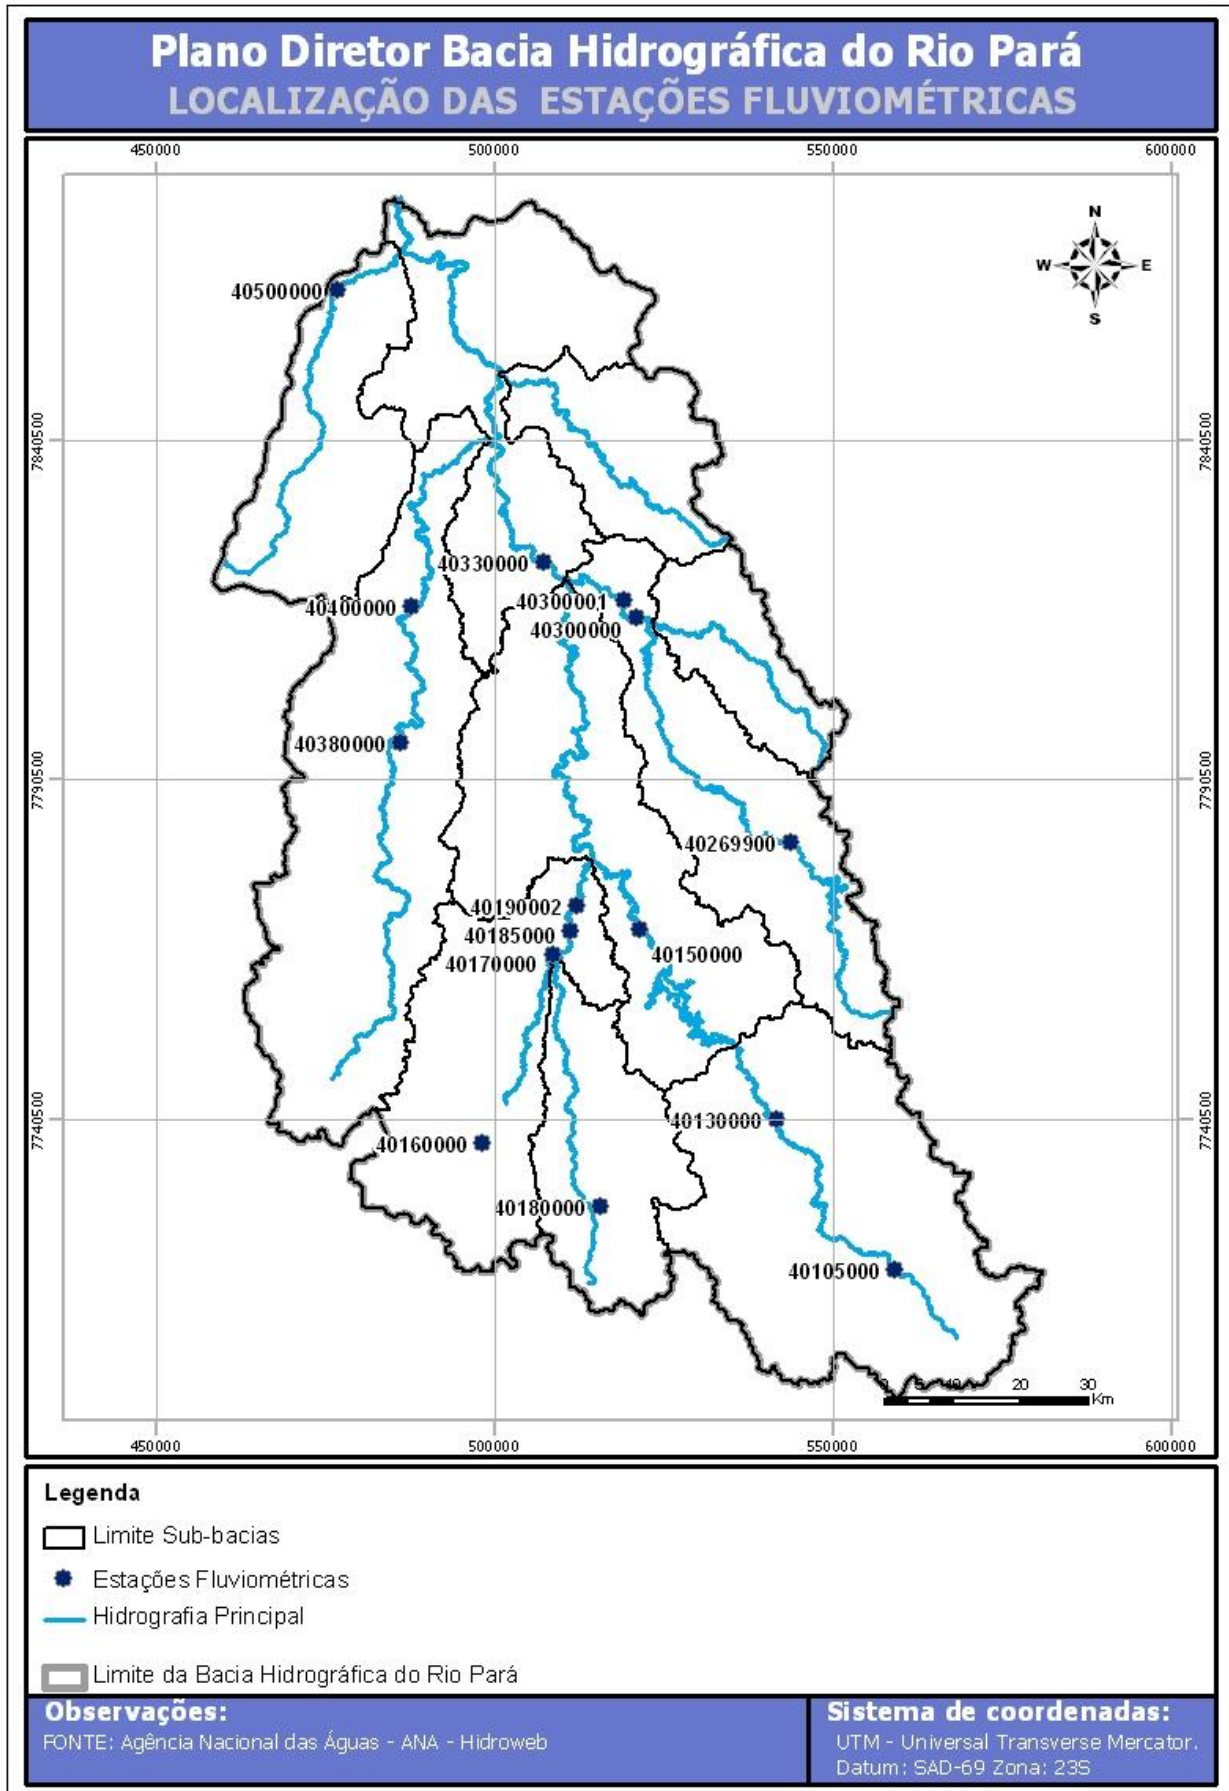 Plano Diretor Bacia Hidrográfica do Rio Pará
LOCALIZAÇÃO DAS ESTAÇÕES FLUVIOMÉTRICAS
450000 500000 550000 600000
N
W E
S
40500000
7840500 7840500
40330000
40300001
40400000
40300000
40380000
7790500 7790500
40269900
40190002
40185000
40150000
40170000
7740500 7740500
40130000
40160000
40180000
40105000
20 30
Km
450000 500000 550000 600000
Legenda
Limite Sub-bacias
Estações Fluviométricas
Hidrografia Principal
Limite da Bacia Hidrográfica do Rio Pará
Observações:
FONTE: Agência Nacional das Águas - ANA - Hidroweb
Sistema de coordenadas:
UTM - Universal Transverse Mercator.
Datum: SAD-69 Zona: 23S